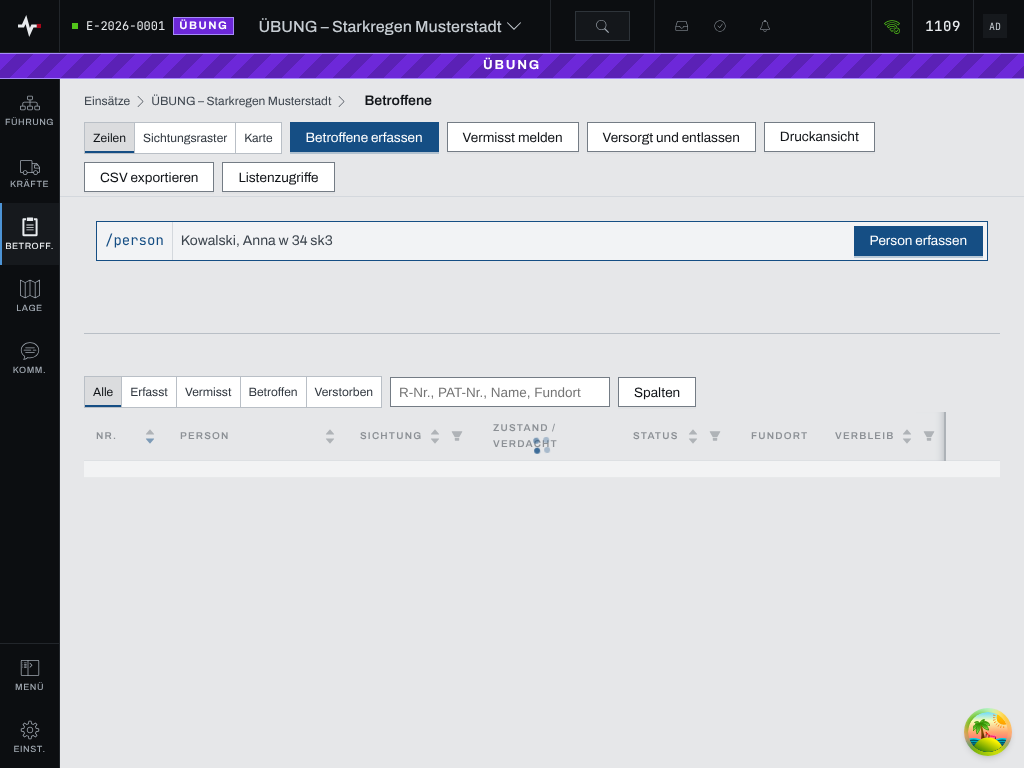 E-2026-0001 ÜBUNG ÜBUNG – Starkregen Musterstadt 1109 AD
ÜBUNG
FÜHRUNG
KRÄFTE
BETROFF.
LAGE
KOMM.
MENÜ
EINST.
Einsätze ÜBUNG – Starkregen Musterstadt Betroffene
Zeilen Sichtungsraster Karte Betroffene erfassen Vermisst melden Versorgt und entlassen Druckansicht
CSV exportieren Listenzugriffe
/person Kowalski, Anna w 34 sk3 Person erfassen
Alle Erfasst Vermisst Betroffen Verstorben R-Nr., PAT-Nr., Name, Fundort Spalten
NR. PERSON SICHTUNG ZUSTAND / VERDACHT STATUS FUNDORT VERBLEIB